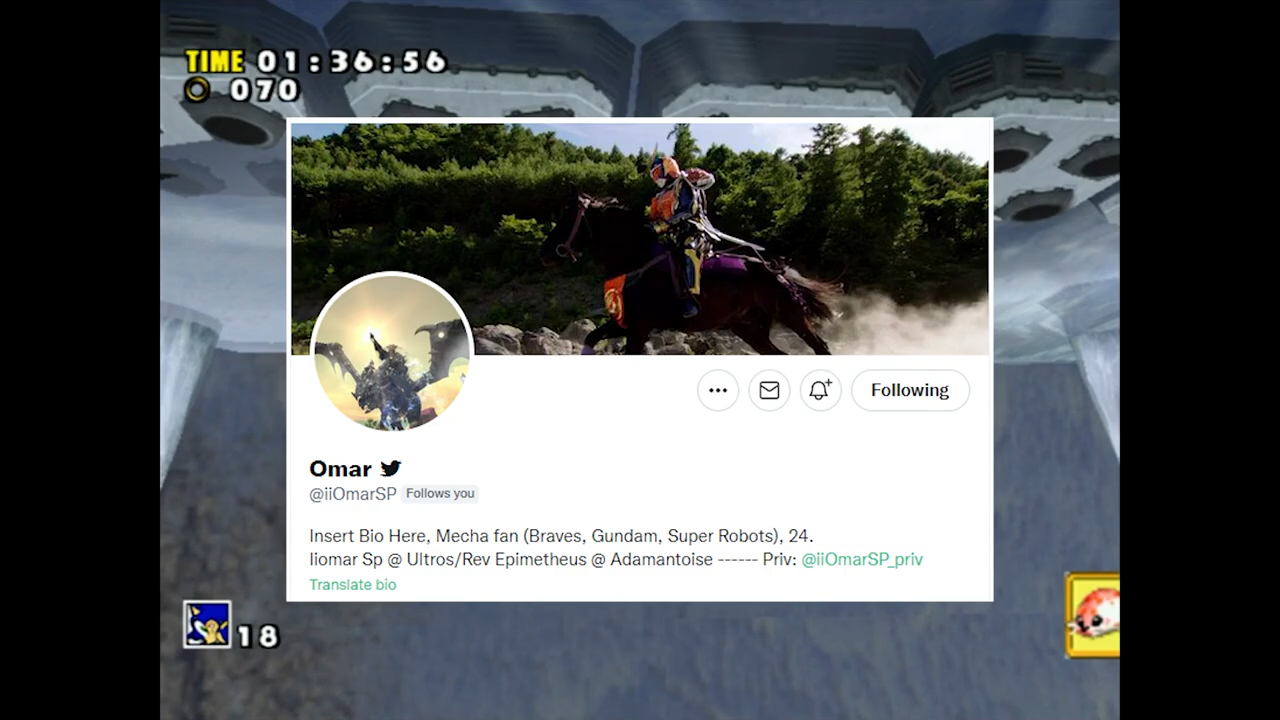 TIME 01:36:56
070
Following
Omar
@iiOmarSP Follows you
Insert Bio Here, Mecha fan (Braves, Gundam, Super Robots), 24.
Iiomar Sp @ Ultros/Rev Epimetheus @ Adamantoise ------ Priv: @iiOmarSP_priv
Translate bio
18